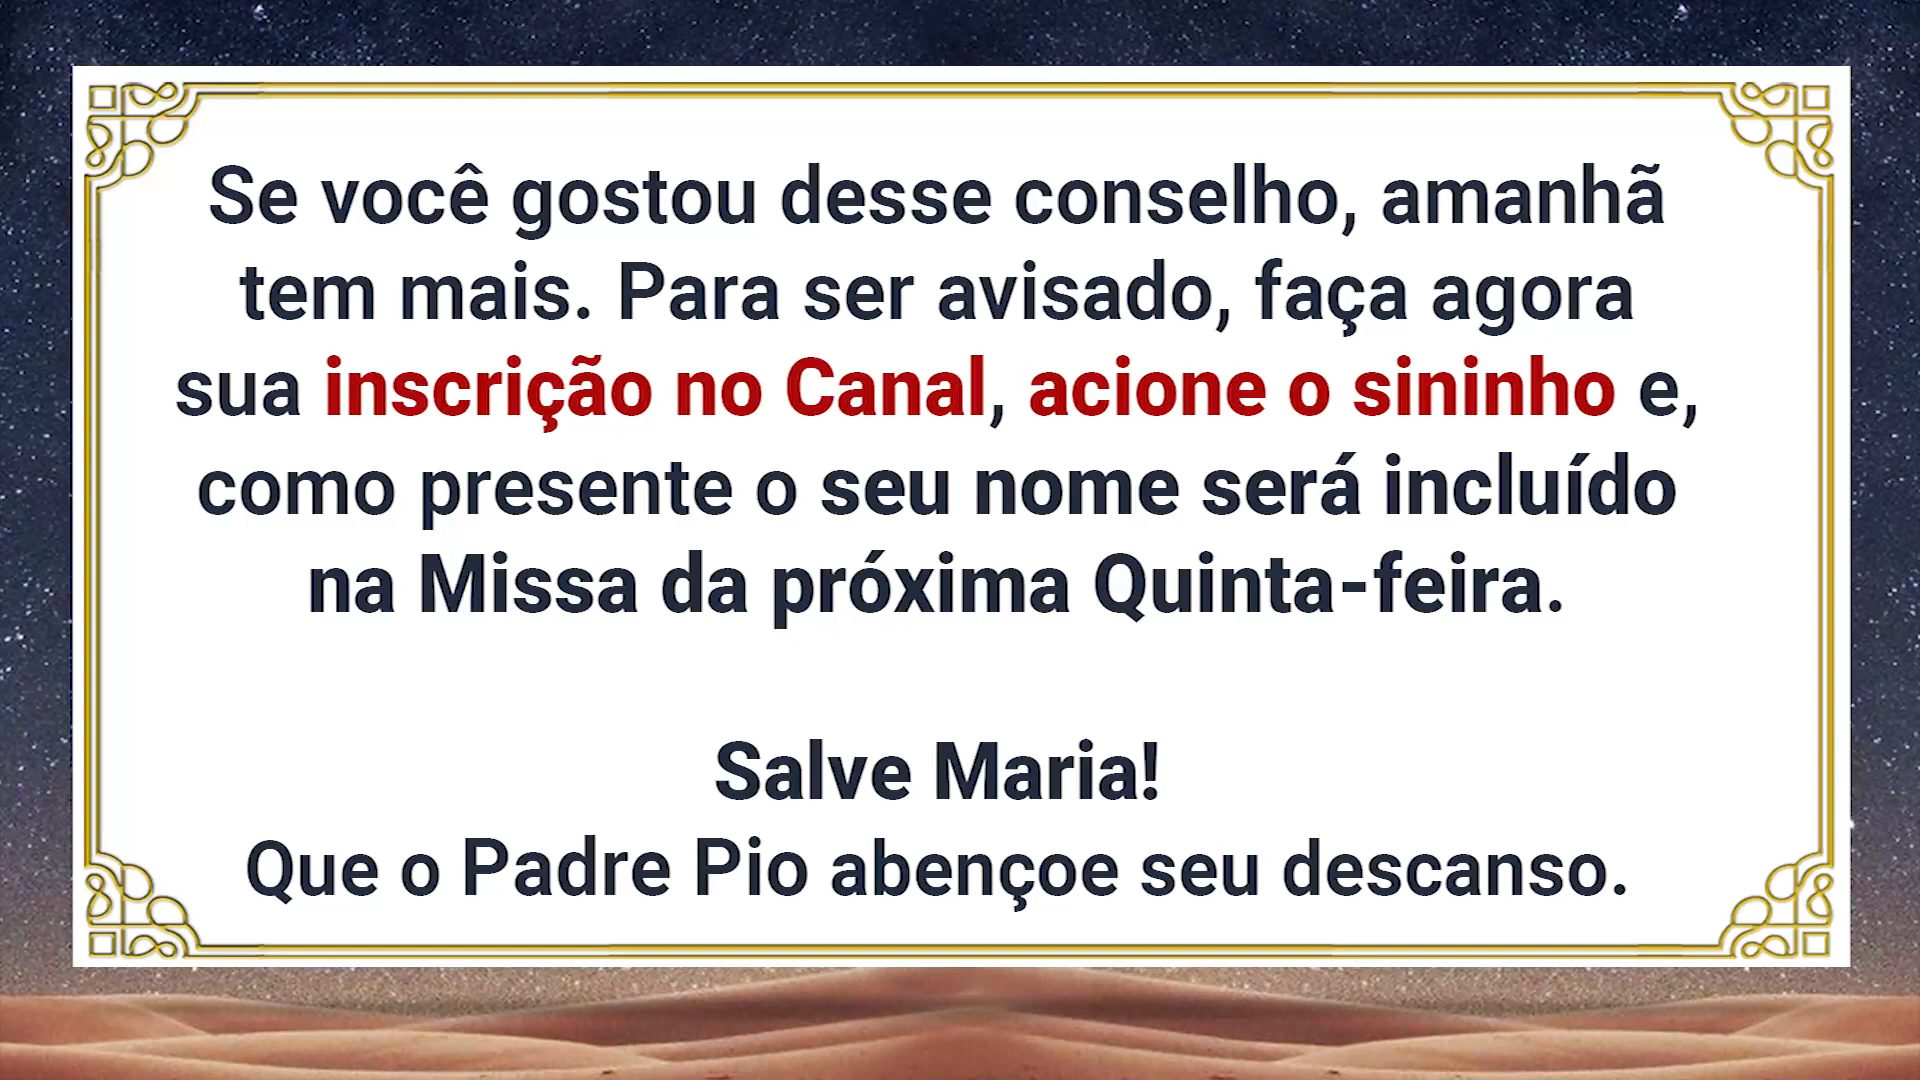 Se você gostou desse conselho, amanhã
tem mais. Para ser avisado, faça agora
sua inscrição no Canal, acione o sininho e,
como presente o seu nome será incluído
na Missa da próxima Quinta-feira.
Salve Maria!
Que o Padre Pio abençoe seu descanso.